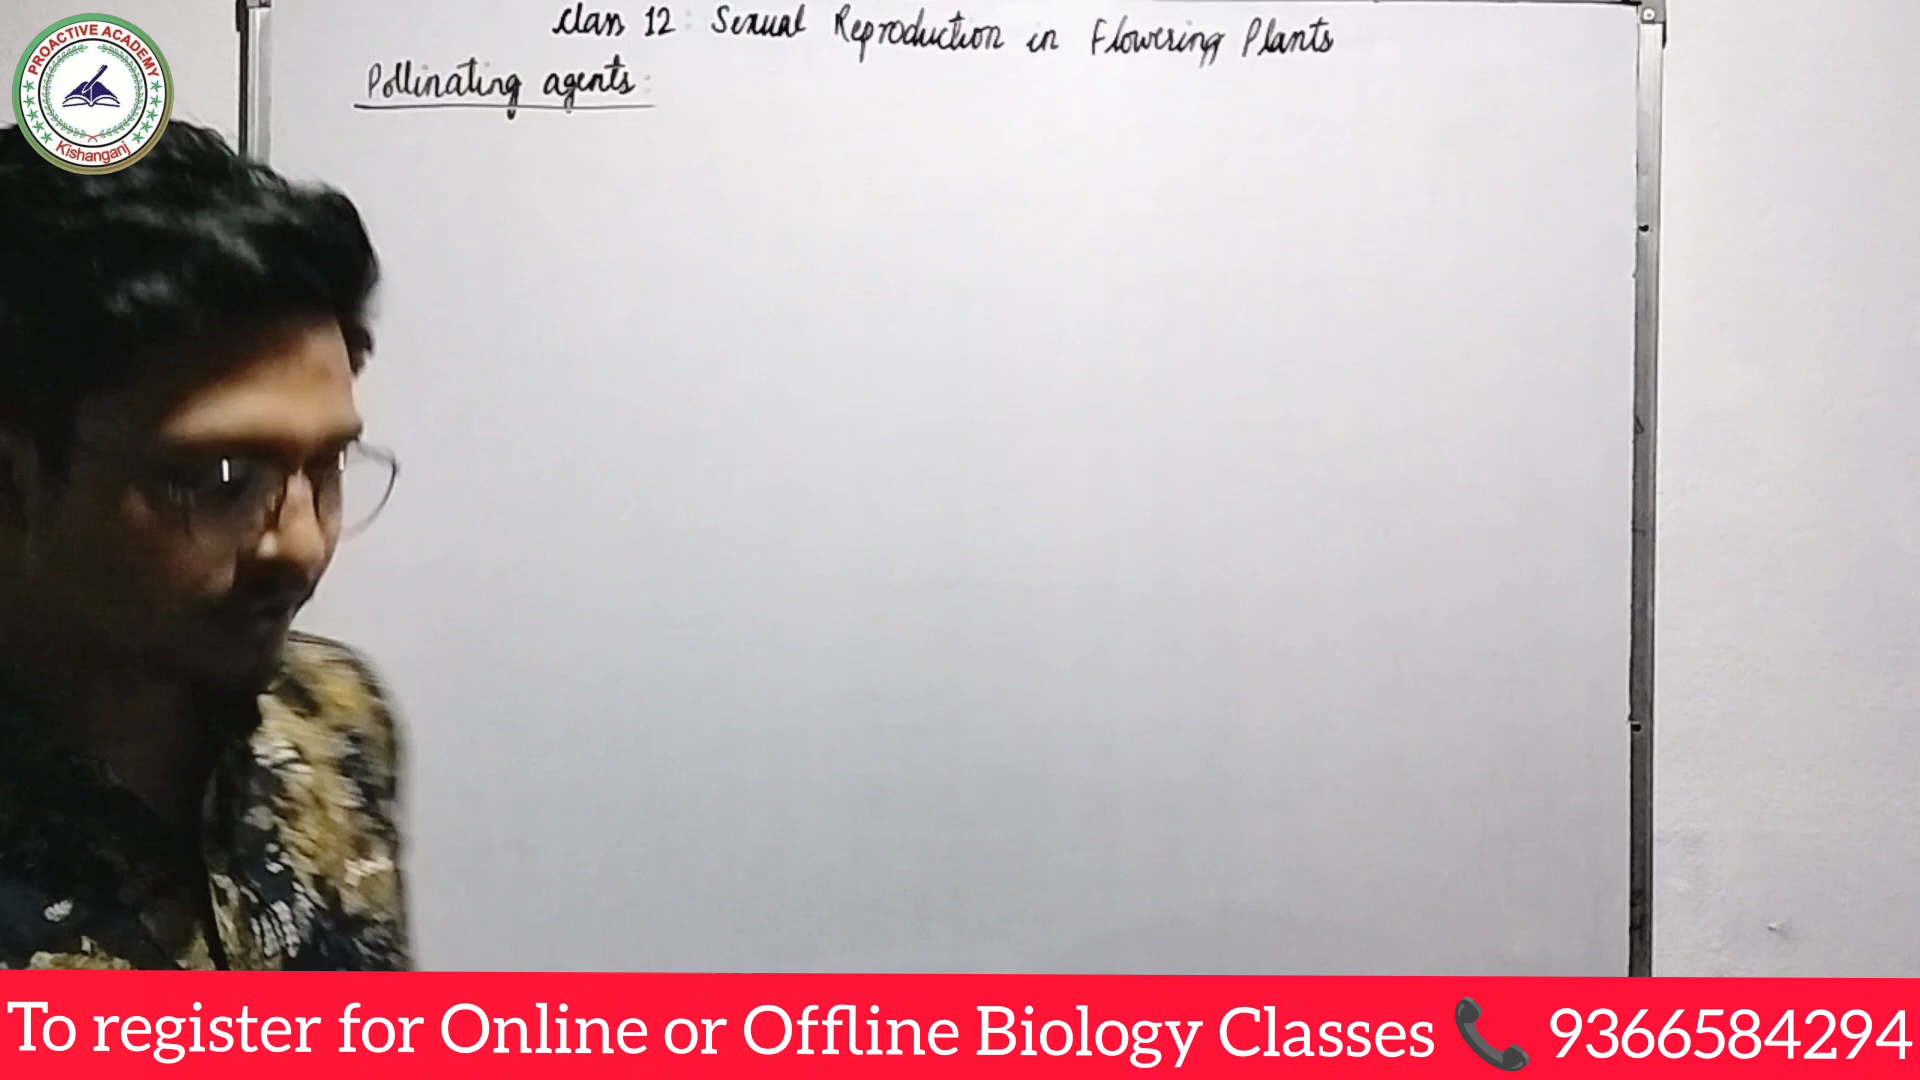 Class 12: Sexual Reproduction in Flowering Plants
Pollinating agents:
PROACTIVE ACADEMY
Kishanganj
To register for Online or Offline Biology Classes 9366584294